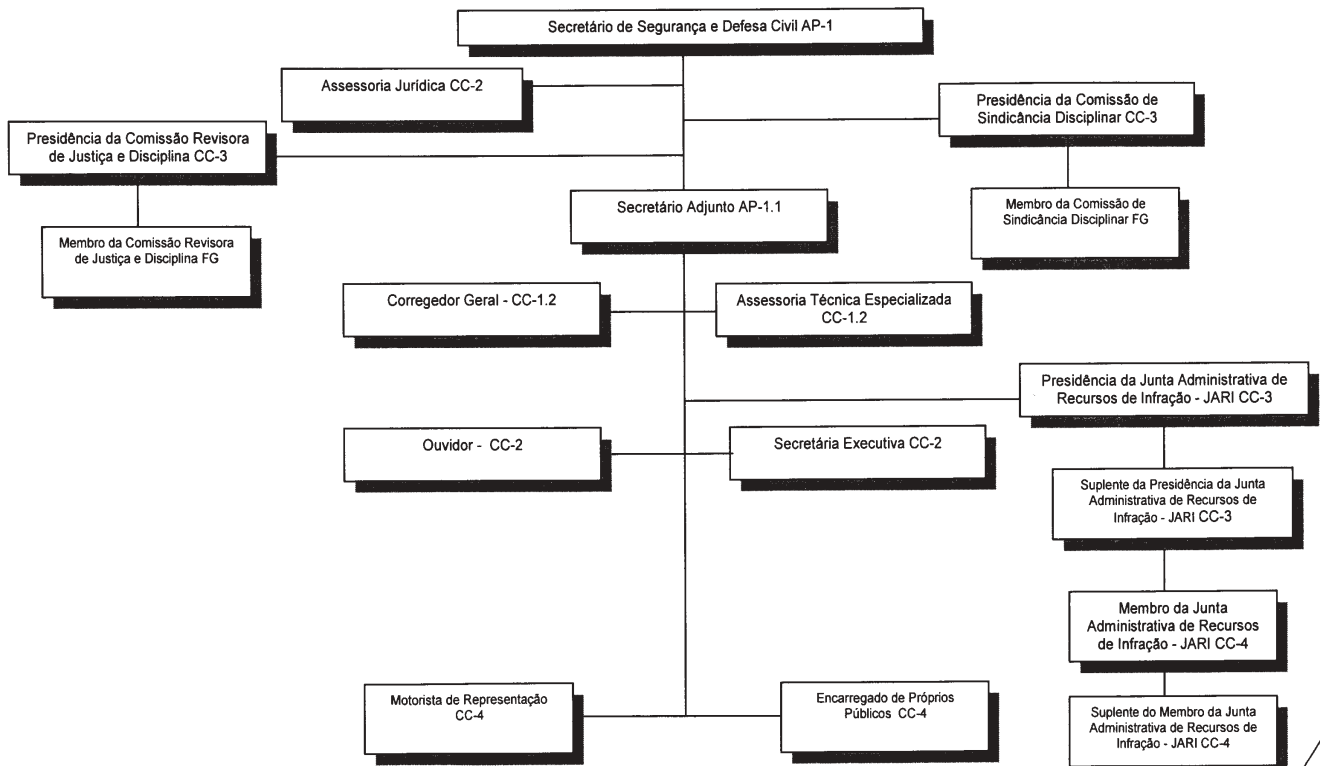 Secretário de Segurança e Defesa Civil AP-1
Assessoria Jurídica CC-2
Presidência da Comissão de
Sindicância Disciplinar CC-3
Presidência da Comissão Revisora
de Justiça e Disciplina CC-3
Secretário Adjunto AP-1.1
Membro da Comissão de
Sindicância Disciplinar FG
Membro da Comissão Revisora
de Justiça e Disciplina FG
Corregedor Geral - CC-1.2
Assessoria Técnica Especializada
CC-1.2
Presidência da Junta Administrativa de
Recursos de Infração - JARI CC-3
Ouvidor - CC-2
Secretária Executiva CC-2
Suplente da Presidência da Junta
Administrativa de Recursos de
Infração - JARI CC-3
Membro da Junta
Administrativa de Recursos
de Infração - JARI CC-4
Motorista de Representação
CC-4
Encarregado de Próprios
Públicos CC-4
Suplente do Membro da Junta
Administrativa de Recursos de
Infração - JARI CC-4